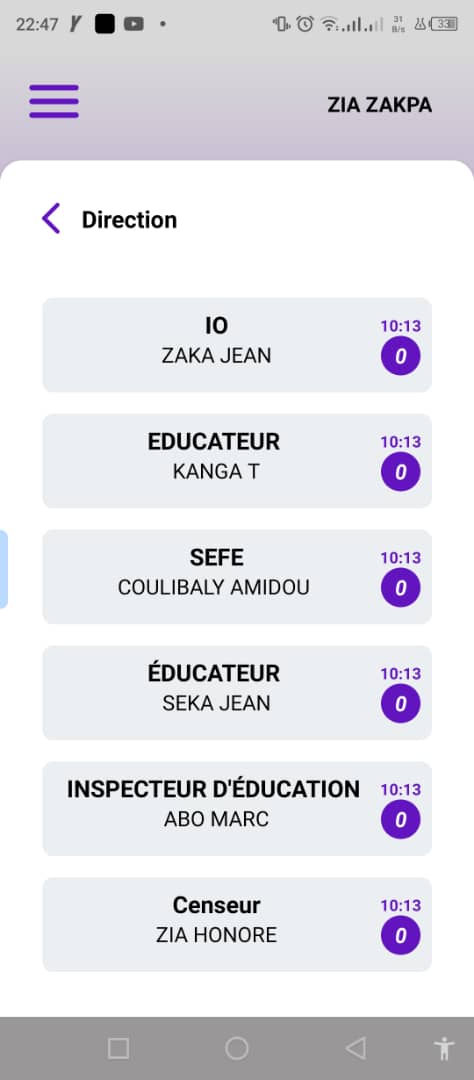 22:47
31
B/s
33
ZIA ZAKPA
Direction
IO
ZAKA JEAN
10:13
0
EDUCATEUR
KANGA T
10:13
0
SEFE
COULIBALY AMIDOU
10:13
0
ÉDUCATEUR
SEKA JEAN
10:13
0
INSPECTEUR D'ÉDUCATION
ABO MARC
10:13
0
Censeur
ZIA HONORE
10:13
0